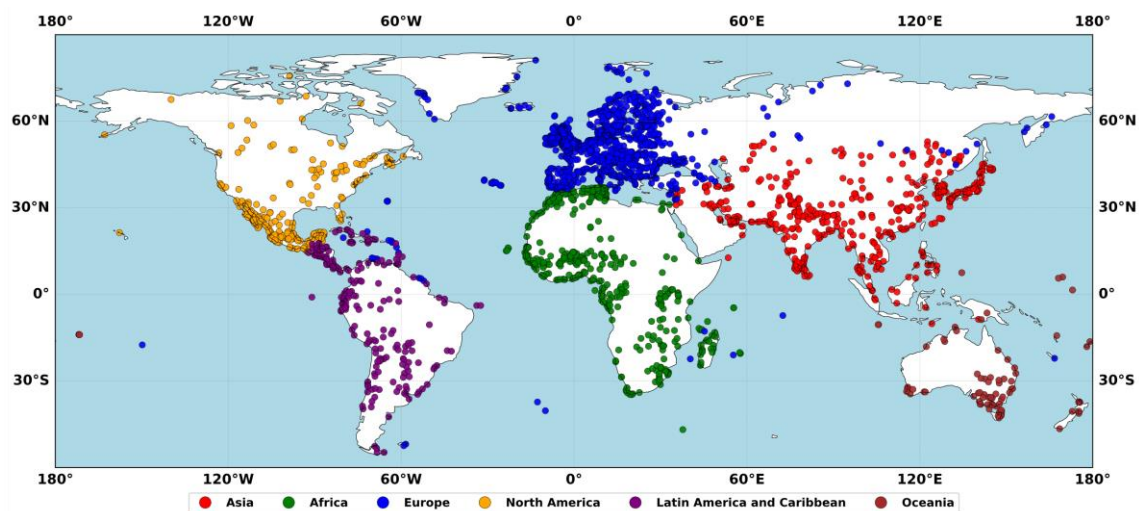 180° 120°W 60°W 0° 60°E 120°E 180°
60°N 60°N
30°N 30°N
0° 0°
30°S 30°S
180° 120°W 60°W 0° 60°E 120°E 180°
Asia Africa Europe North America Latin America and Caribbean Oceania